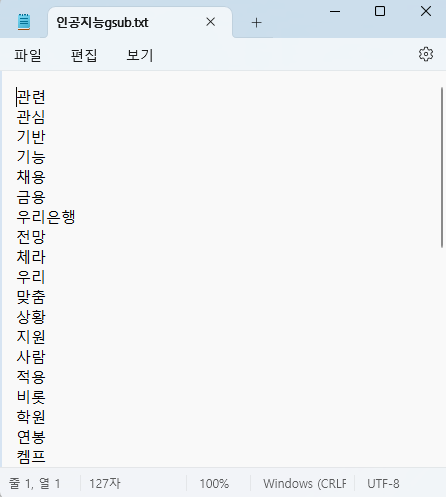 인공지능gsub.txt
파일 편집 보기
관련
관심
기반
기능
채용
금용
우리은행
전망
체라
우리
맞춤
상황
지원
사람
적용
비롯
학원
연봉
켐프
줄 1, 열 1 127자 100% Windows (CRLF UTF-8